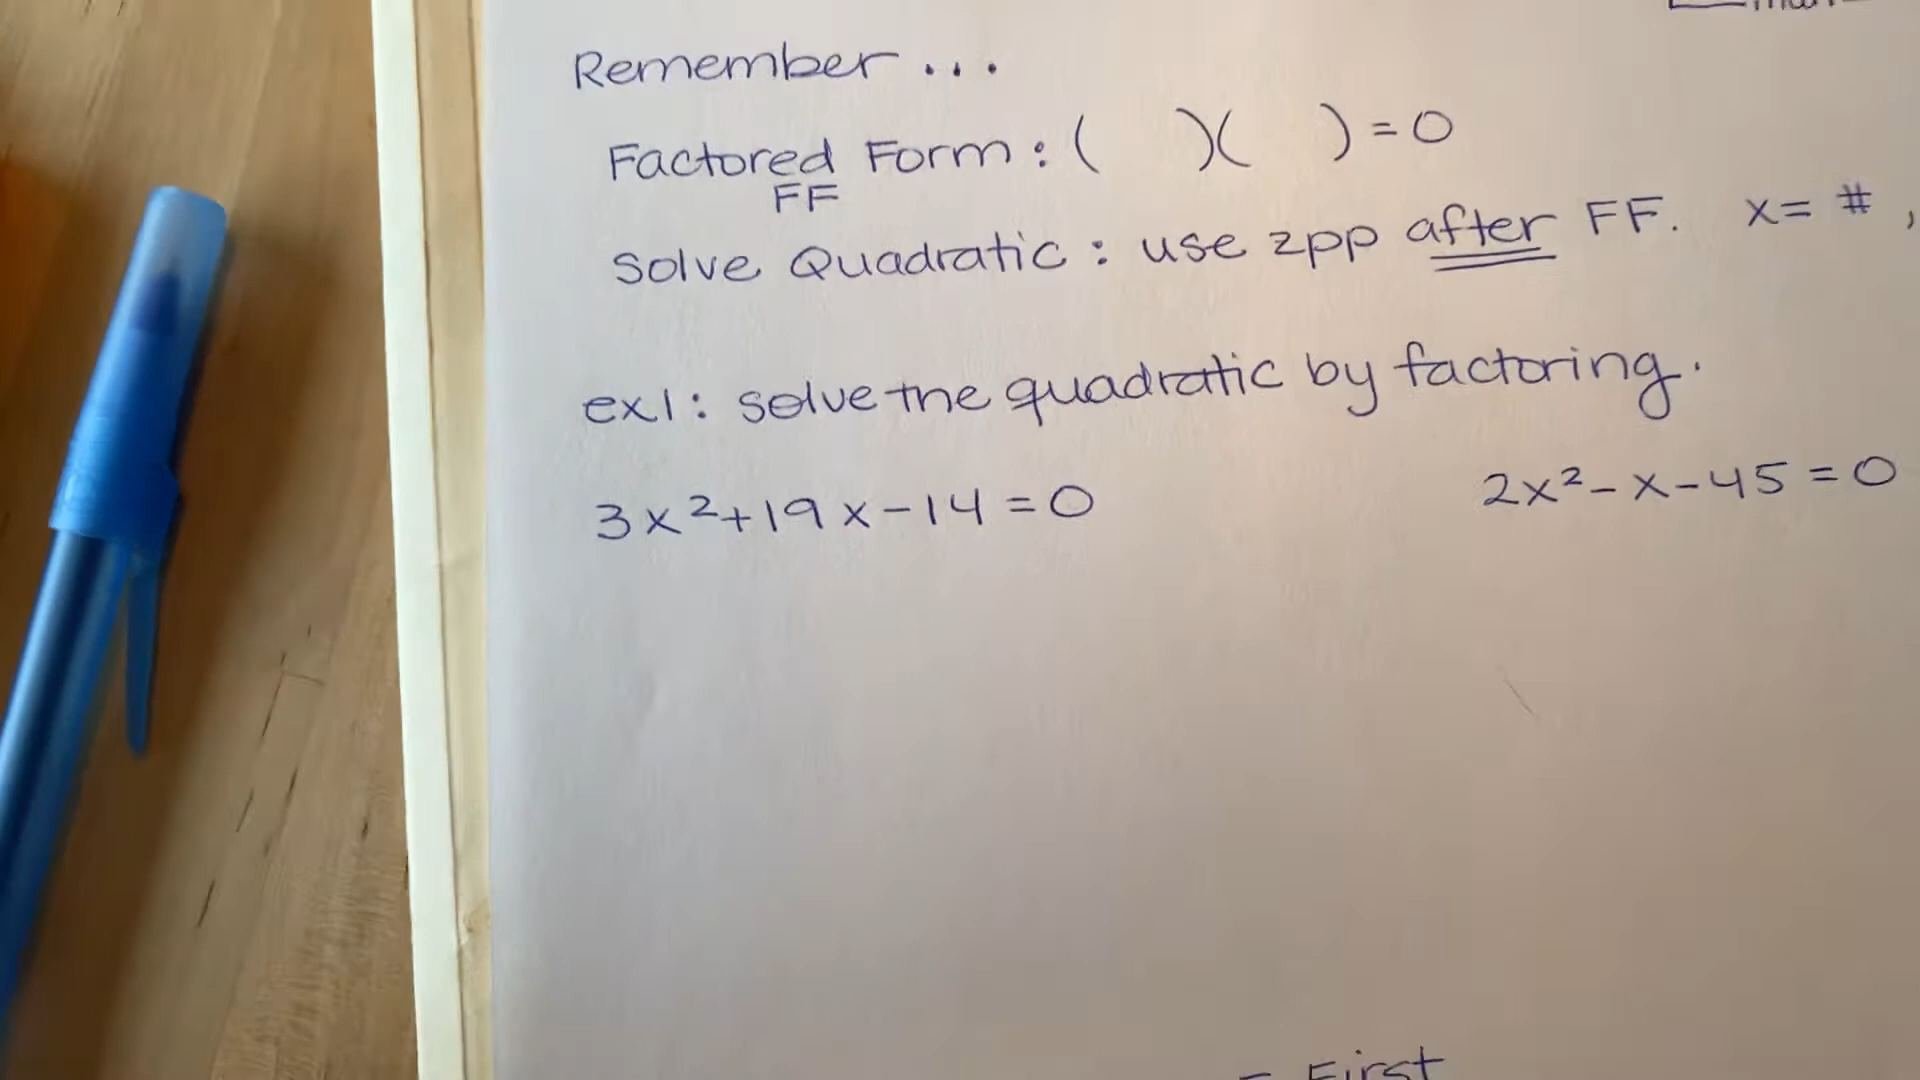 Remember ...
Factored Form: ( )( ) = 0
FF
Solve Quadratic: use zpp after FF. x = # ,
ex1: solve the quadratic by factoring.
3x²+19x-14=0
2x²-x-45=0
- First